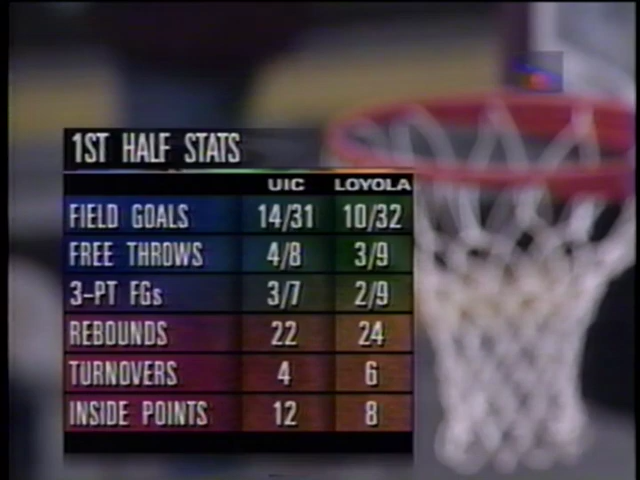 1ST HALF STATS
UIC LOYOLA
FIELD GOALS 14/31 10/32
FREE THROWS 4/8 3/9
3-PT FGs 3/7 2/9
REBOUNDS 22 24
TURNOVERS 4 6
INSIDE POINTS 12 8